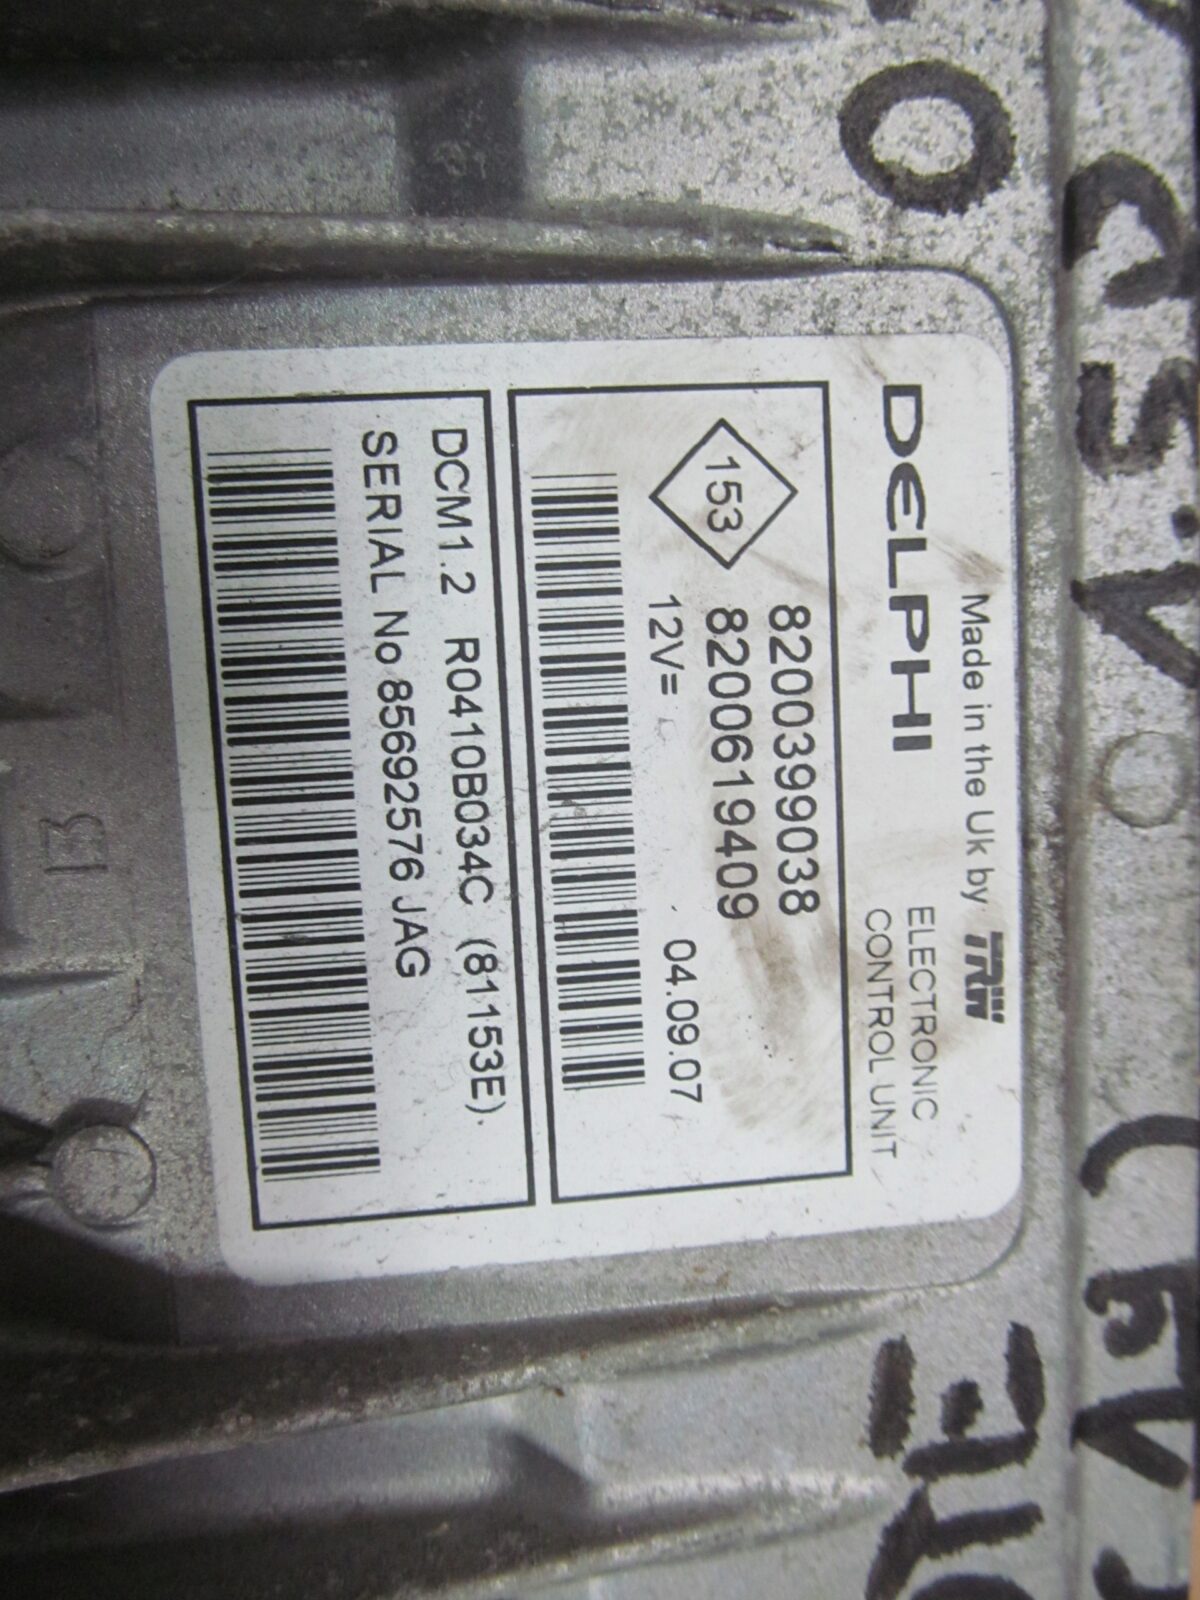 Made in the Uk by TRW
DELPHI
ELECTRONIC
CONTROL UNIT
153
8200399038
8200619409
12V=
04.09.07
DCM1.2 R0410B034C (81153E).
SERIAL No 85692576 JAG